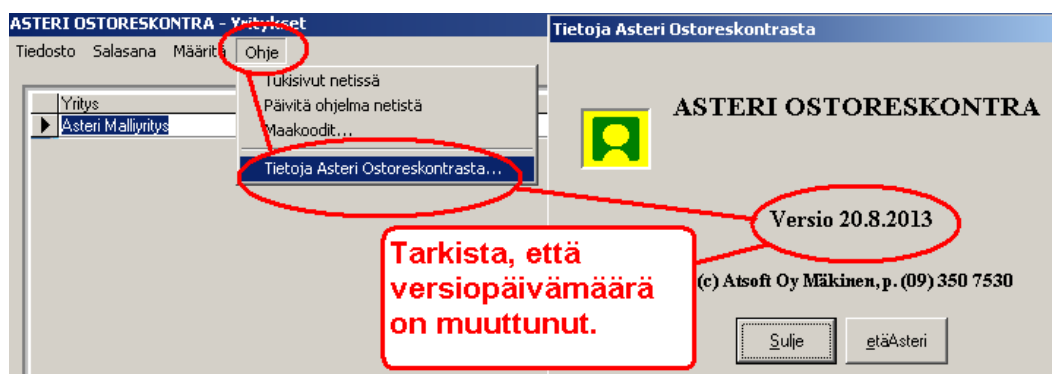 ASTERI OSTORESKONTRA - Yritykset
Tiedosto Salasana Määritä Ohje
Tukisivut netissä
Päivitä ohjelma netistä
Maakoodit...
Tietoja Asteri Ostoreskontrasta...
Yritys
Asteri Malliyritys
Tarkista, että
versiopäivämäärä
on muuttunut.
Tietoja Asteri Ostoreskontrasta
ASTERI OSTORESKONTRA
Versio 20.8.2013
(c) Atsoft Oy Mäkinen, p. (09) 350 7530
Sulje etäAsteri